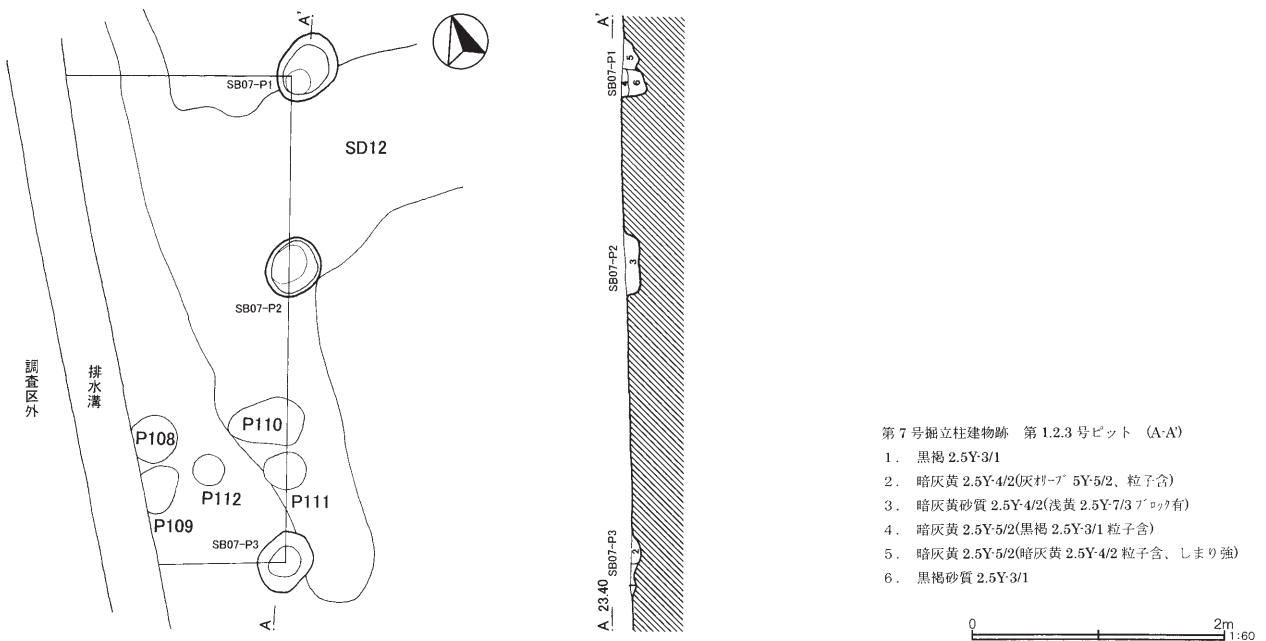 A'
SB07-P1
SD12
SB07-P2
調査区外
排水溝
P108
P110
P112
P111
P109
SB07-P3
A
A'
SB07-P1
5
4
6
SB07-P2
3
SB07-P3
2
1
A 23.40
第7号掘立柱建物跡 第1.2.3号ピット (A-A')
1. 黒褐 2.5Y-3/1
2. 暗灰黄 2.5Y-4/2(灰ｵﾘｰﾌﾞ 5Y-5/2、粒子含)
3. 暗灰黄砂質 2.5Y-4/2(浅黄 2.5Y-7/3 ﾌﾞﾛｯｸ有)
4. 暗灰黄 2.5Y-5/2(黒褐 2.5Y-3/1 粒子含)
5. 暗灰黄 2.5Y-5/2(暗灰黄 2.5Y-4/2 粒子含、しまり強)
6. 黒褐砂質 2.5Y-3/1
0 2m
1:60